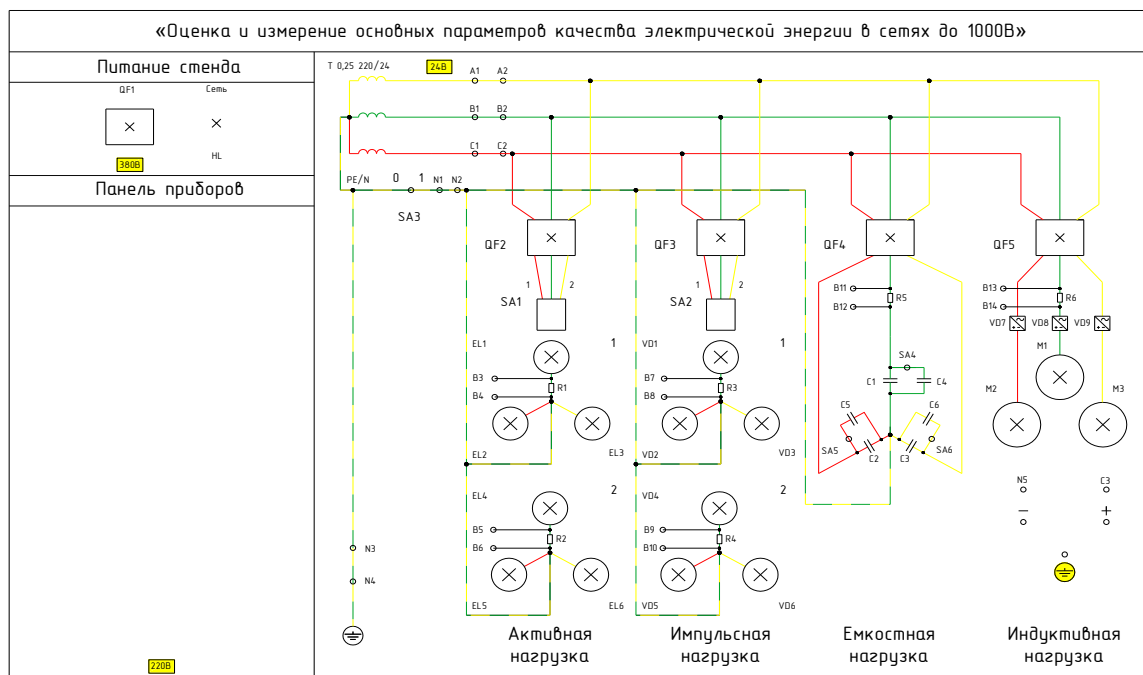 «Оценка и измерение основных параметров качества электрической энергии в сетях до 1000В»
Питание стенда
QF1
Сеть
380В
HL
Панель приборов
220В
Т 0,25 220/24
24В
A1
A2
B1
B2
C1
C2
PE/N
0
1
N1
N2
SA3
QF2
QF3
QF4
QF5
1
2
SA1
1
2
SA2
B11
R5
B12
B13
R6
B14
VD7
VD8
VD9
M1
EL1
1
VD1
1
SA4
B3
R1
B4
B7
R3
B8
C1
C4
M2
M3
C5
C6
EL2
EL3
VD2
VD3
SA5
C2
C3
SA6
EL4
2
VD4
2
N5
C3
B5
R2
B6
B9
R4
B10
–
+
N3
N4
EL5
EL6
VD5
VD6
Активная
нагрузка
Импульсная
нагрузка
Емкостная
нагрузка
Индуктивная
нагрузка